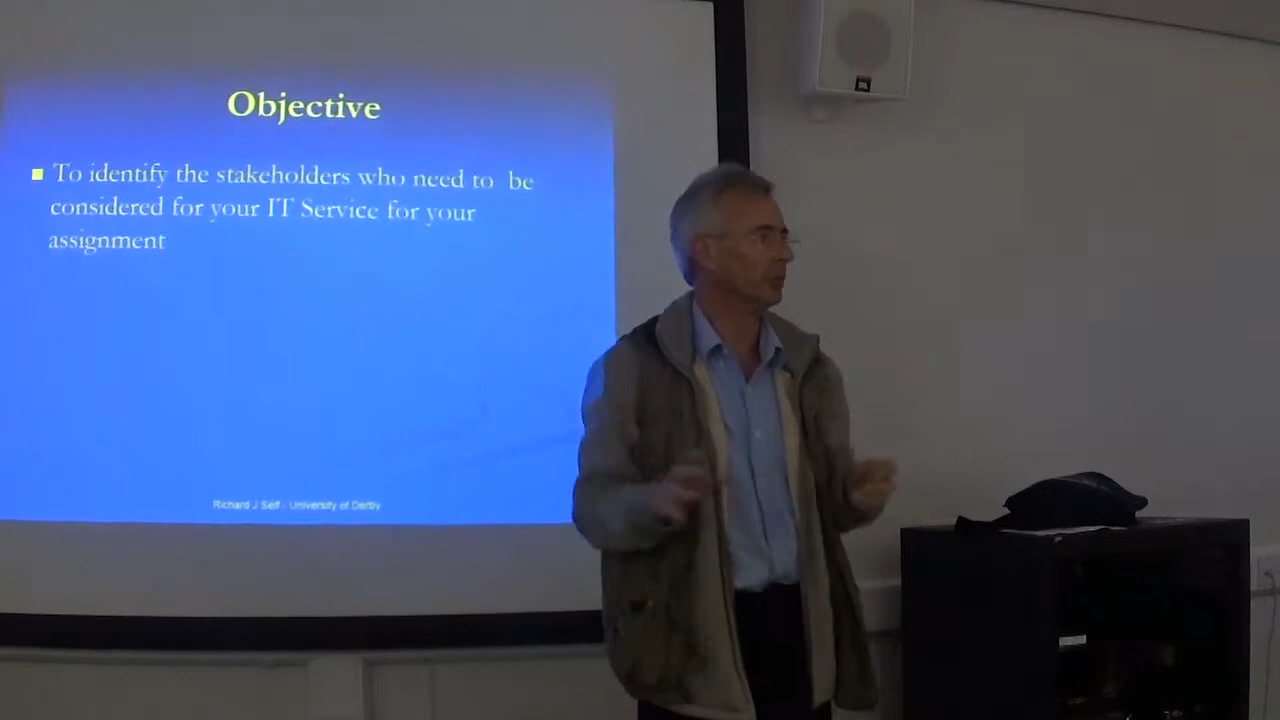 Objective
To identify the stakeholders who need to be
considered for your IT Service for your
assignment
Richard J Self - University of Derby
JBL